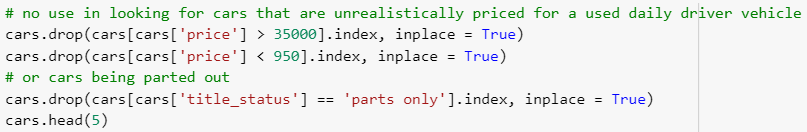 # no use in looking for cars that are unrealistically priced for a used daily driver vehicle
cars.drop(cars[cars['price'] > 35000].index, inplace = True)
cars.drop(cars[cars['price'] < 950].index, inplace = True)
# or cars being parted out
cars.drop(cars[cars['title_status'] == 'parts only'].index, inplace = True)
cars.head(5)